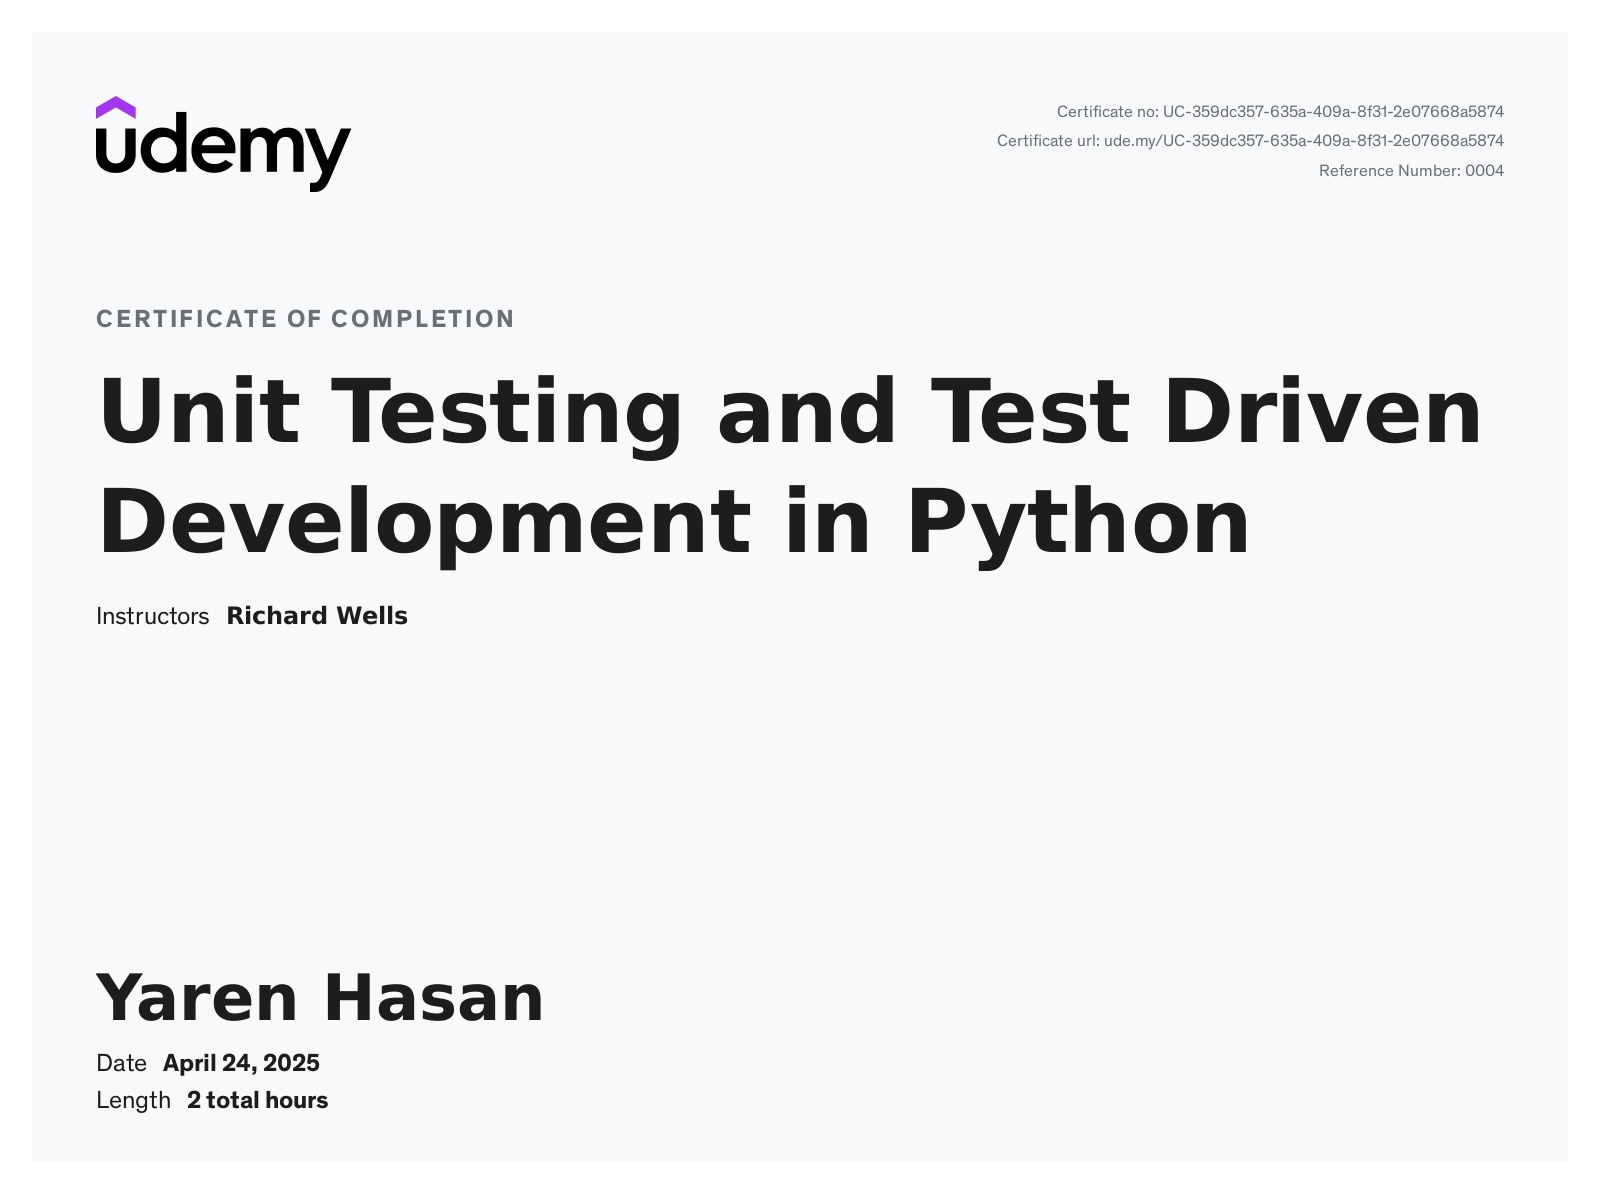 udemy
Certificate no: UC-359dc357-635a-409a-8f31-2e07668a5874
Certificate url: ude.my/UC-359dc357-635a-409a-8f31-2e07668a5874
Reference Number: 0004
CERTIFICATE OF COMPLETION
Unit Testing and Test Driven
Development in Python
Instructors Richard Wells
Yaren Hasan
Date April 24, 2025
Length 2 total hours